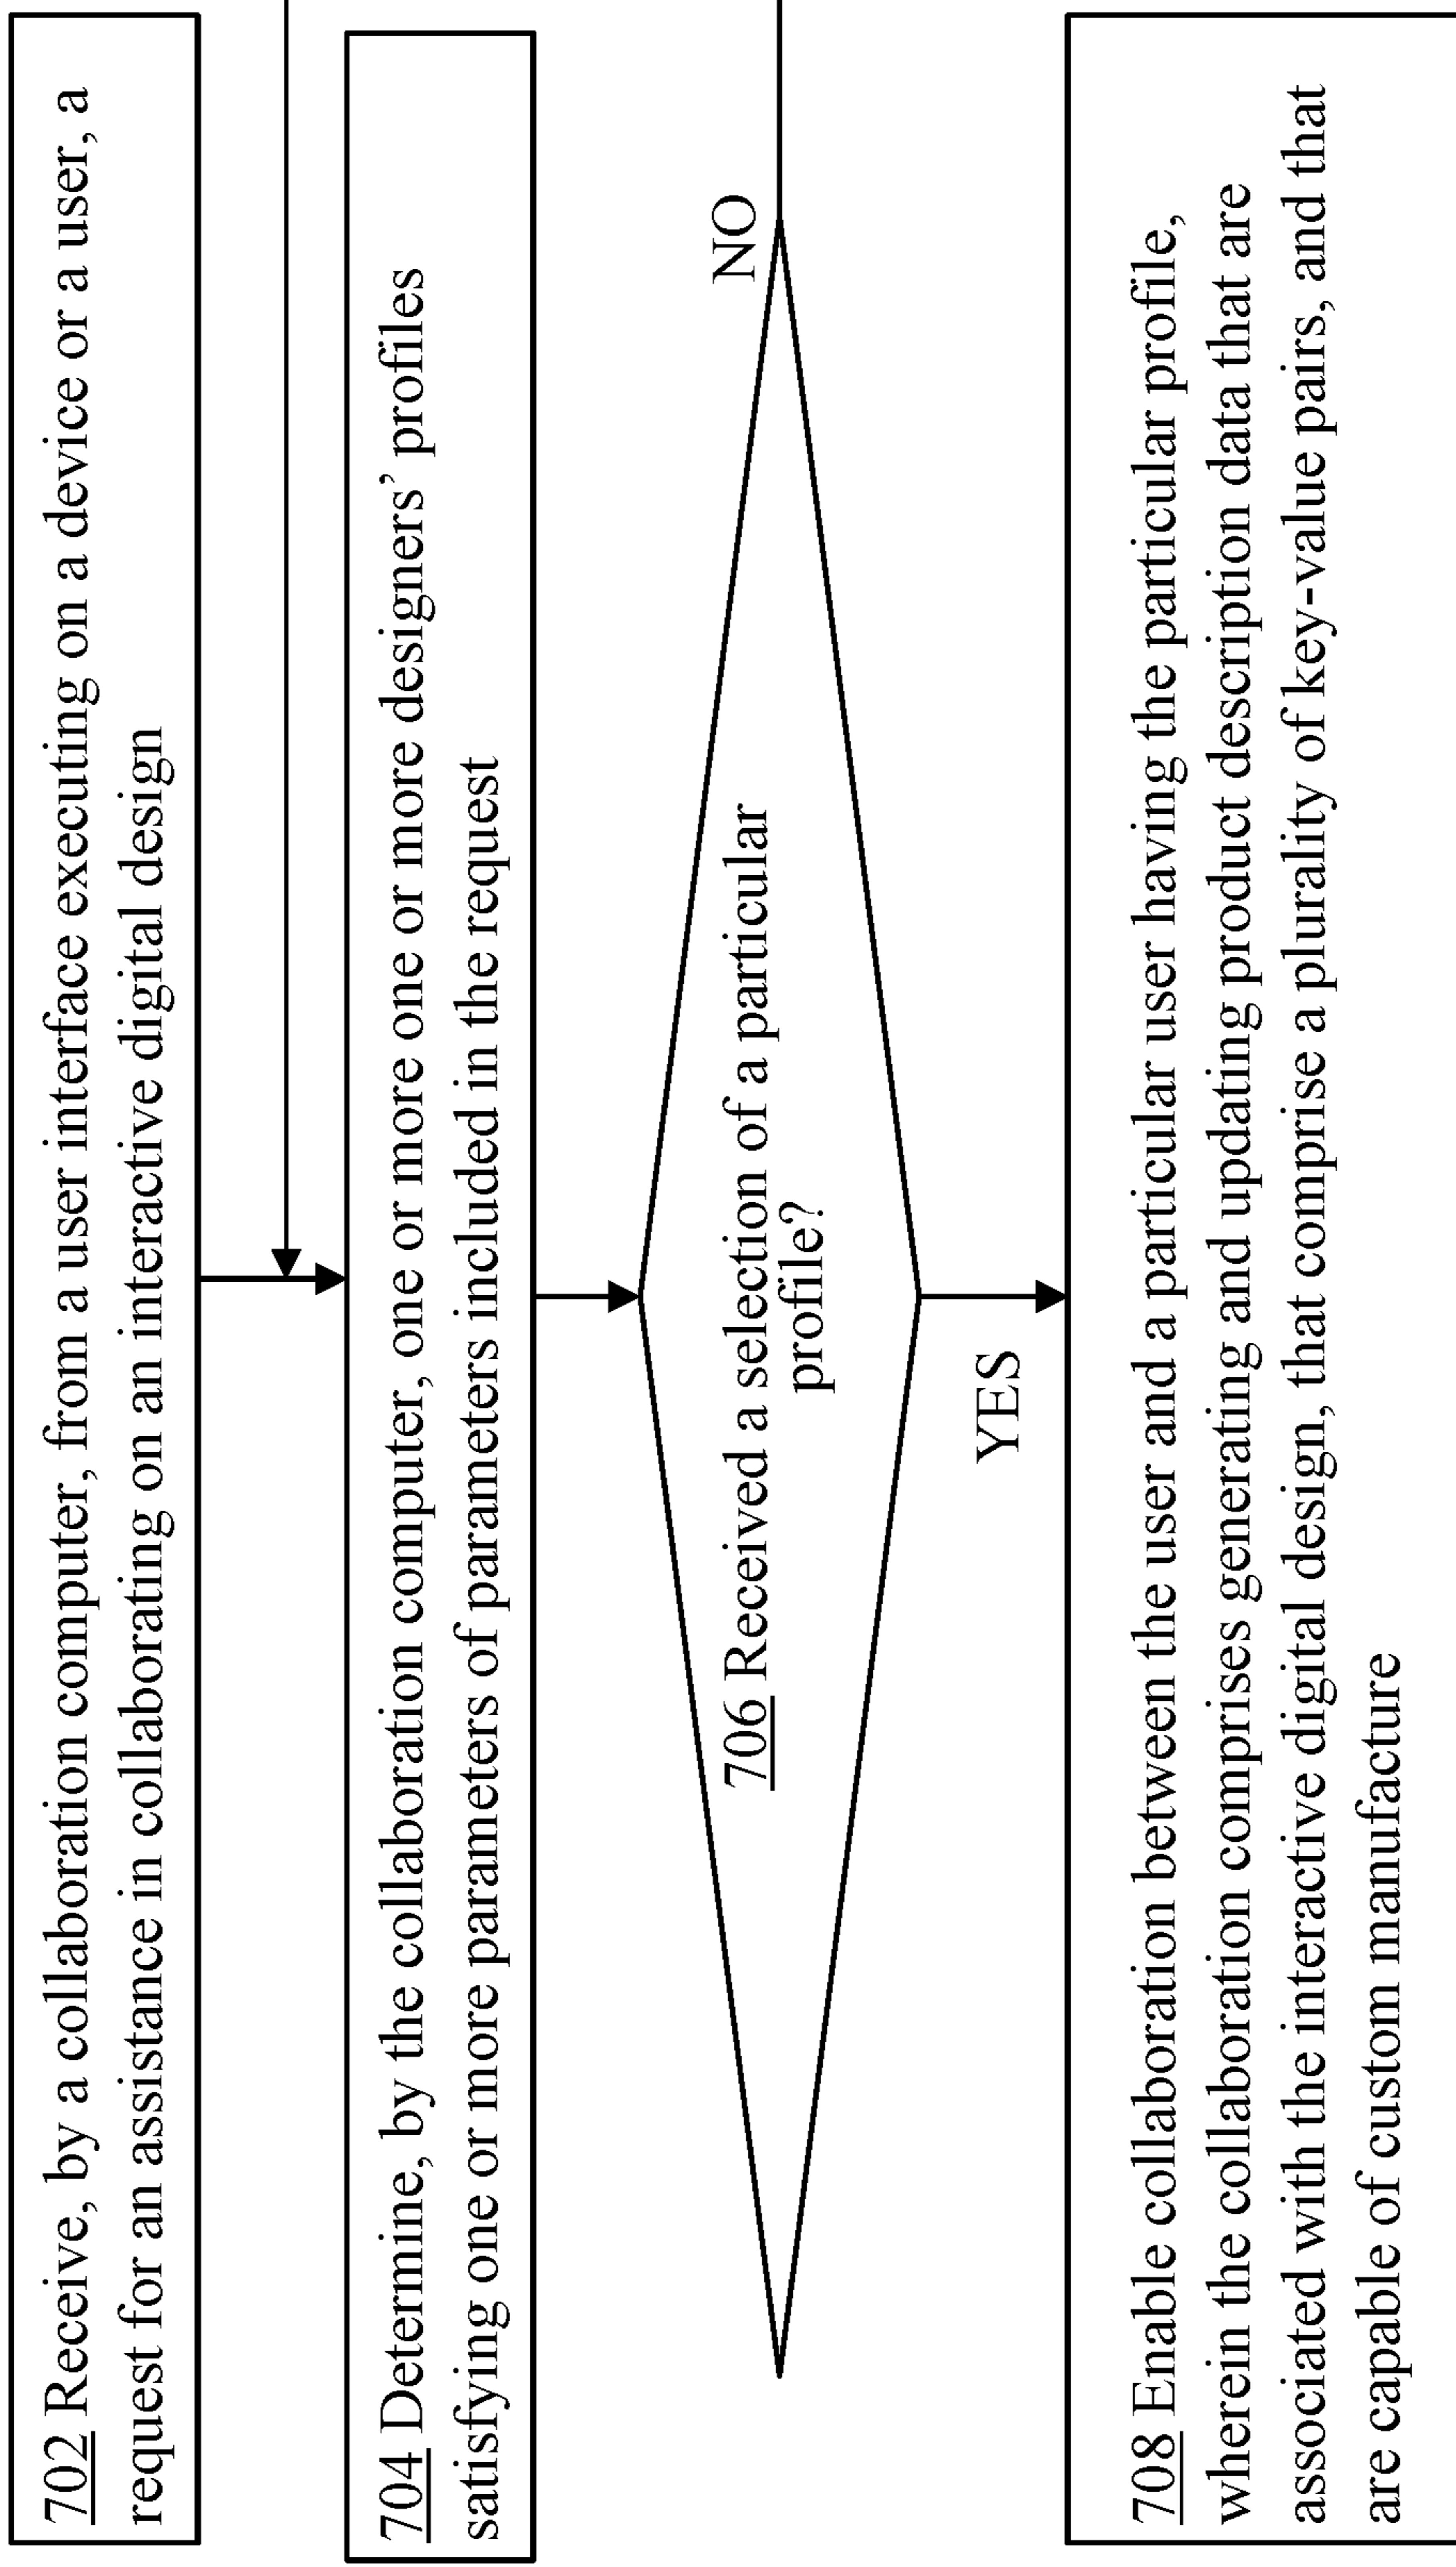 702 Receive, by a collaboration computer, from a user interface executing on a device or a user, a
request for an assistance in collaborating on an interactive digital design
704 Determine, by the collaboration computer, one or more one or more designers’ profiles
satisfying one or more parameters of parameters included in the request
706 Received a selection of a particular
profile?
NO
YES
708 Enable collaboration between the user and a particular user having the particular profile,
wherein the collaboration comprises generating and updating product description data that are
associated with the interactive digital design, that comprise a plurality of key-value pairs, and that
are capable of custom manufacture